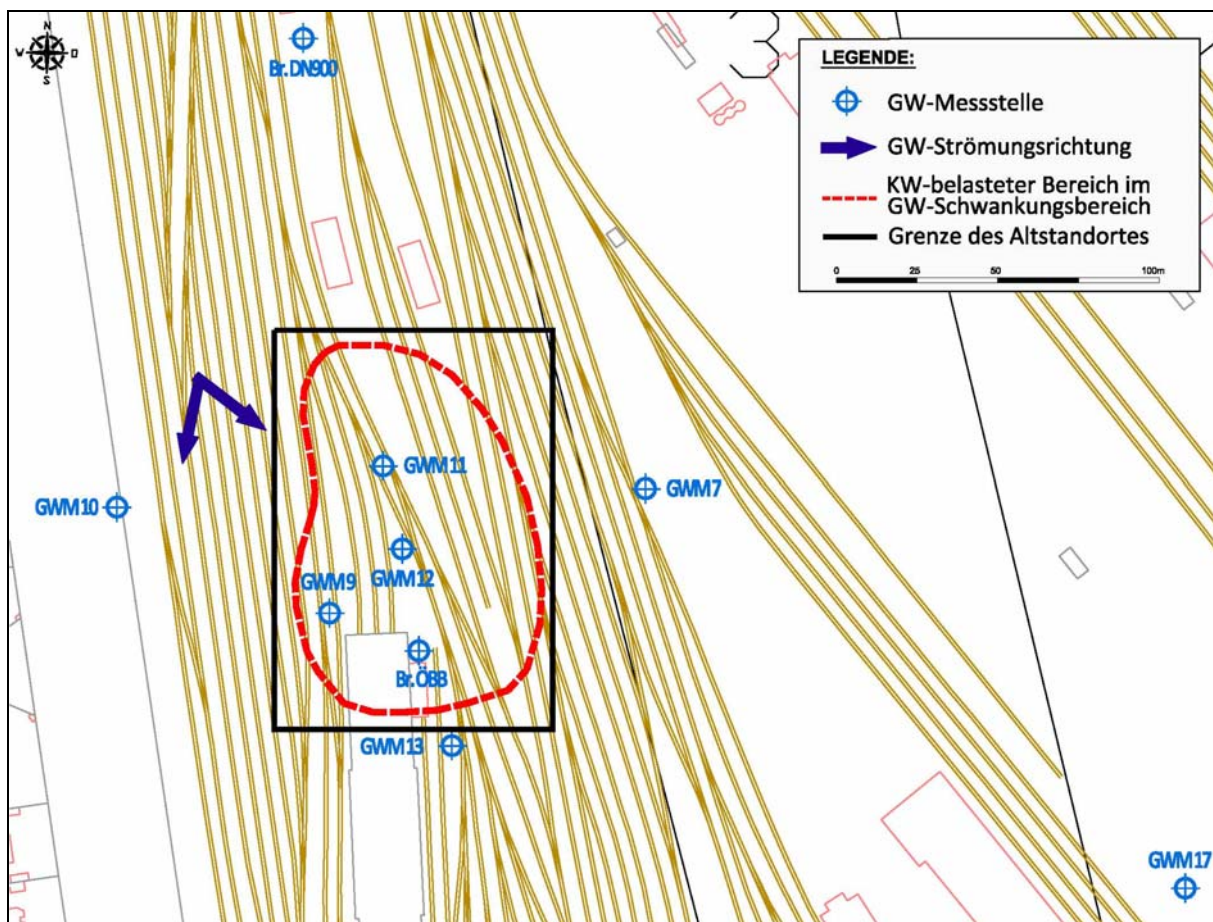 N
W O
S
Br.DN900
LEGENDE:
GW-Messstelle
GW-Strömungsrichtung
KW-belasteter Bereich im
GW-Schwankungsbereich
Grenze des Altstandortes
0 25 50 100m
GWM11
GWM7
GWM10
GWM12
GWM9
Br.ÖBB
GWM13
GWM17